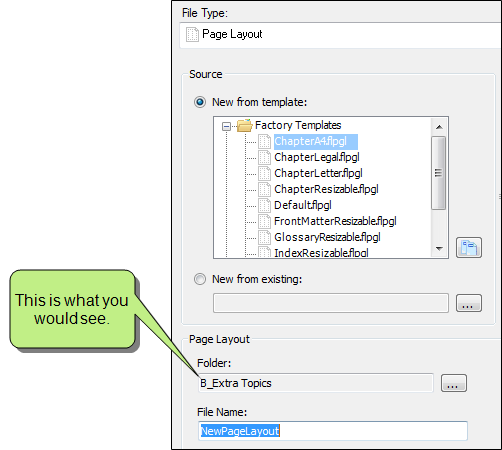 File Type:
Page Layout
Source
New from template:
Factory Templates
ChapterA4.flpgl
ChapterLegal.flpgl
ChapterLetter.flpgl
ChapterResizable.flpgl
Default.flpgl
FrontMatterResizable.flpgl
GlossaryResizable.flpgl
IndexResizable.flpgl
New from existing:
...
This is what you
would see.
Page Layout
Folder:
B_Extra Topics
...
File Name:
NewPageLayout